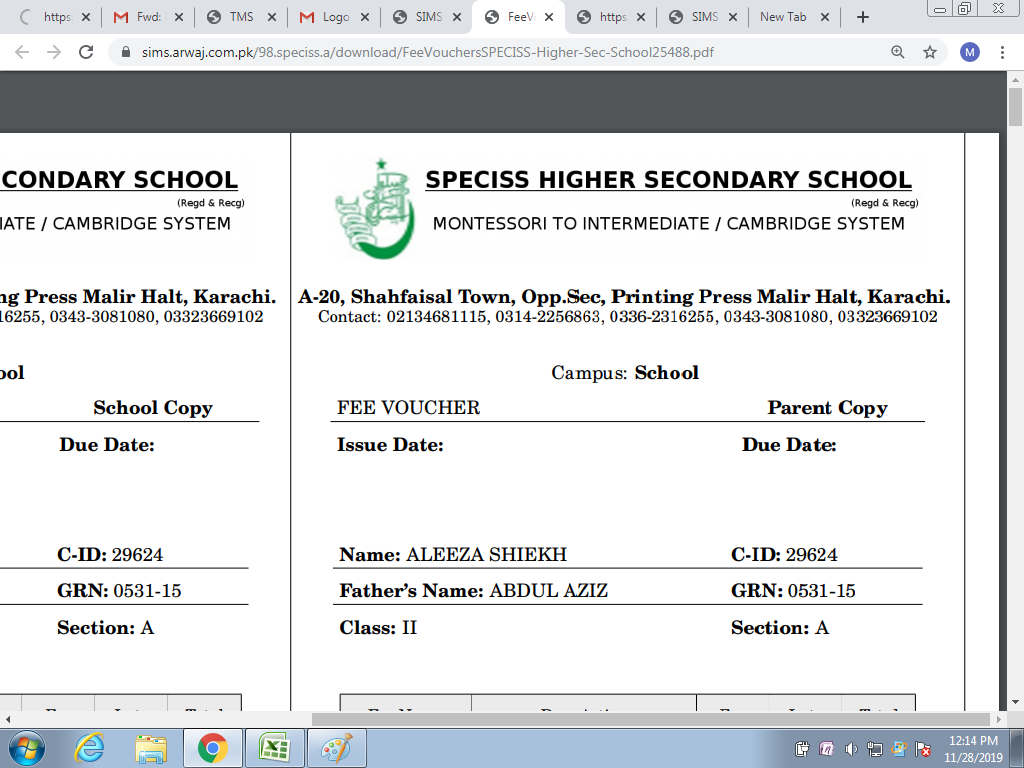 https:
Fwd:
TMS
Logo
SIMS
FeeV
https
SIMS
New Tab
sims.arwaj.com.pk/98.speciss.a/download/FeeVouchersSPECISS-Higher-Sec-School25488.pdf
M
CONDARY SCHOOL
(Regd & Recg)
IATE / CAMBRIDGE SYSTEM
ng Press Malir Halt, Karachi.
16255, 0343-3081080, 03323669102
ool
School Copy
Due Date:
C-ID: 29624
GRN: 0531-15
Section: A
SPECISS HIGHER SECONDARY SCHOOL
(Regd & Recg)
MONTESSORI TO INTERMEDIATE / CAMBRIDGE SYSTEM
A-20, Shahfaisal Town, Opp.Sec, Printing Press Malir Halt, Karachi.
Contact: 02134681115, 0314-2256863, 0336-2316255, 0343-3081080, 03323669102
Campus: School
FEE VOUCHER Parent Copy
Issue Date: Due Date:
Name: ALEEZA SHIEKH C-ID: 29624
Father's Name: ABDUL AZIZ GRN: 0531-15
Class: II Section: A
12:14 PM
11/28/2019